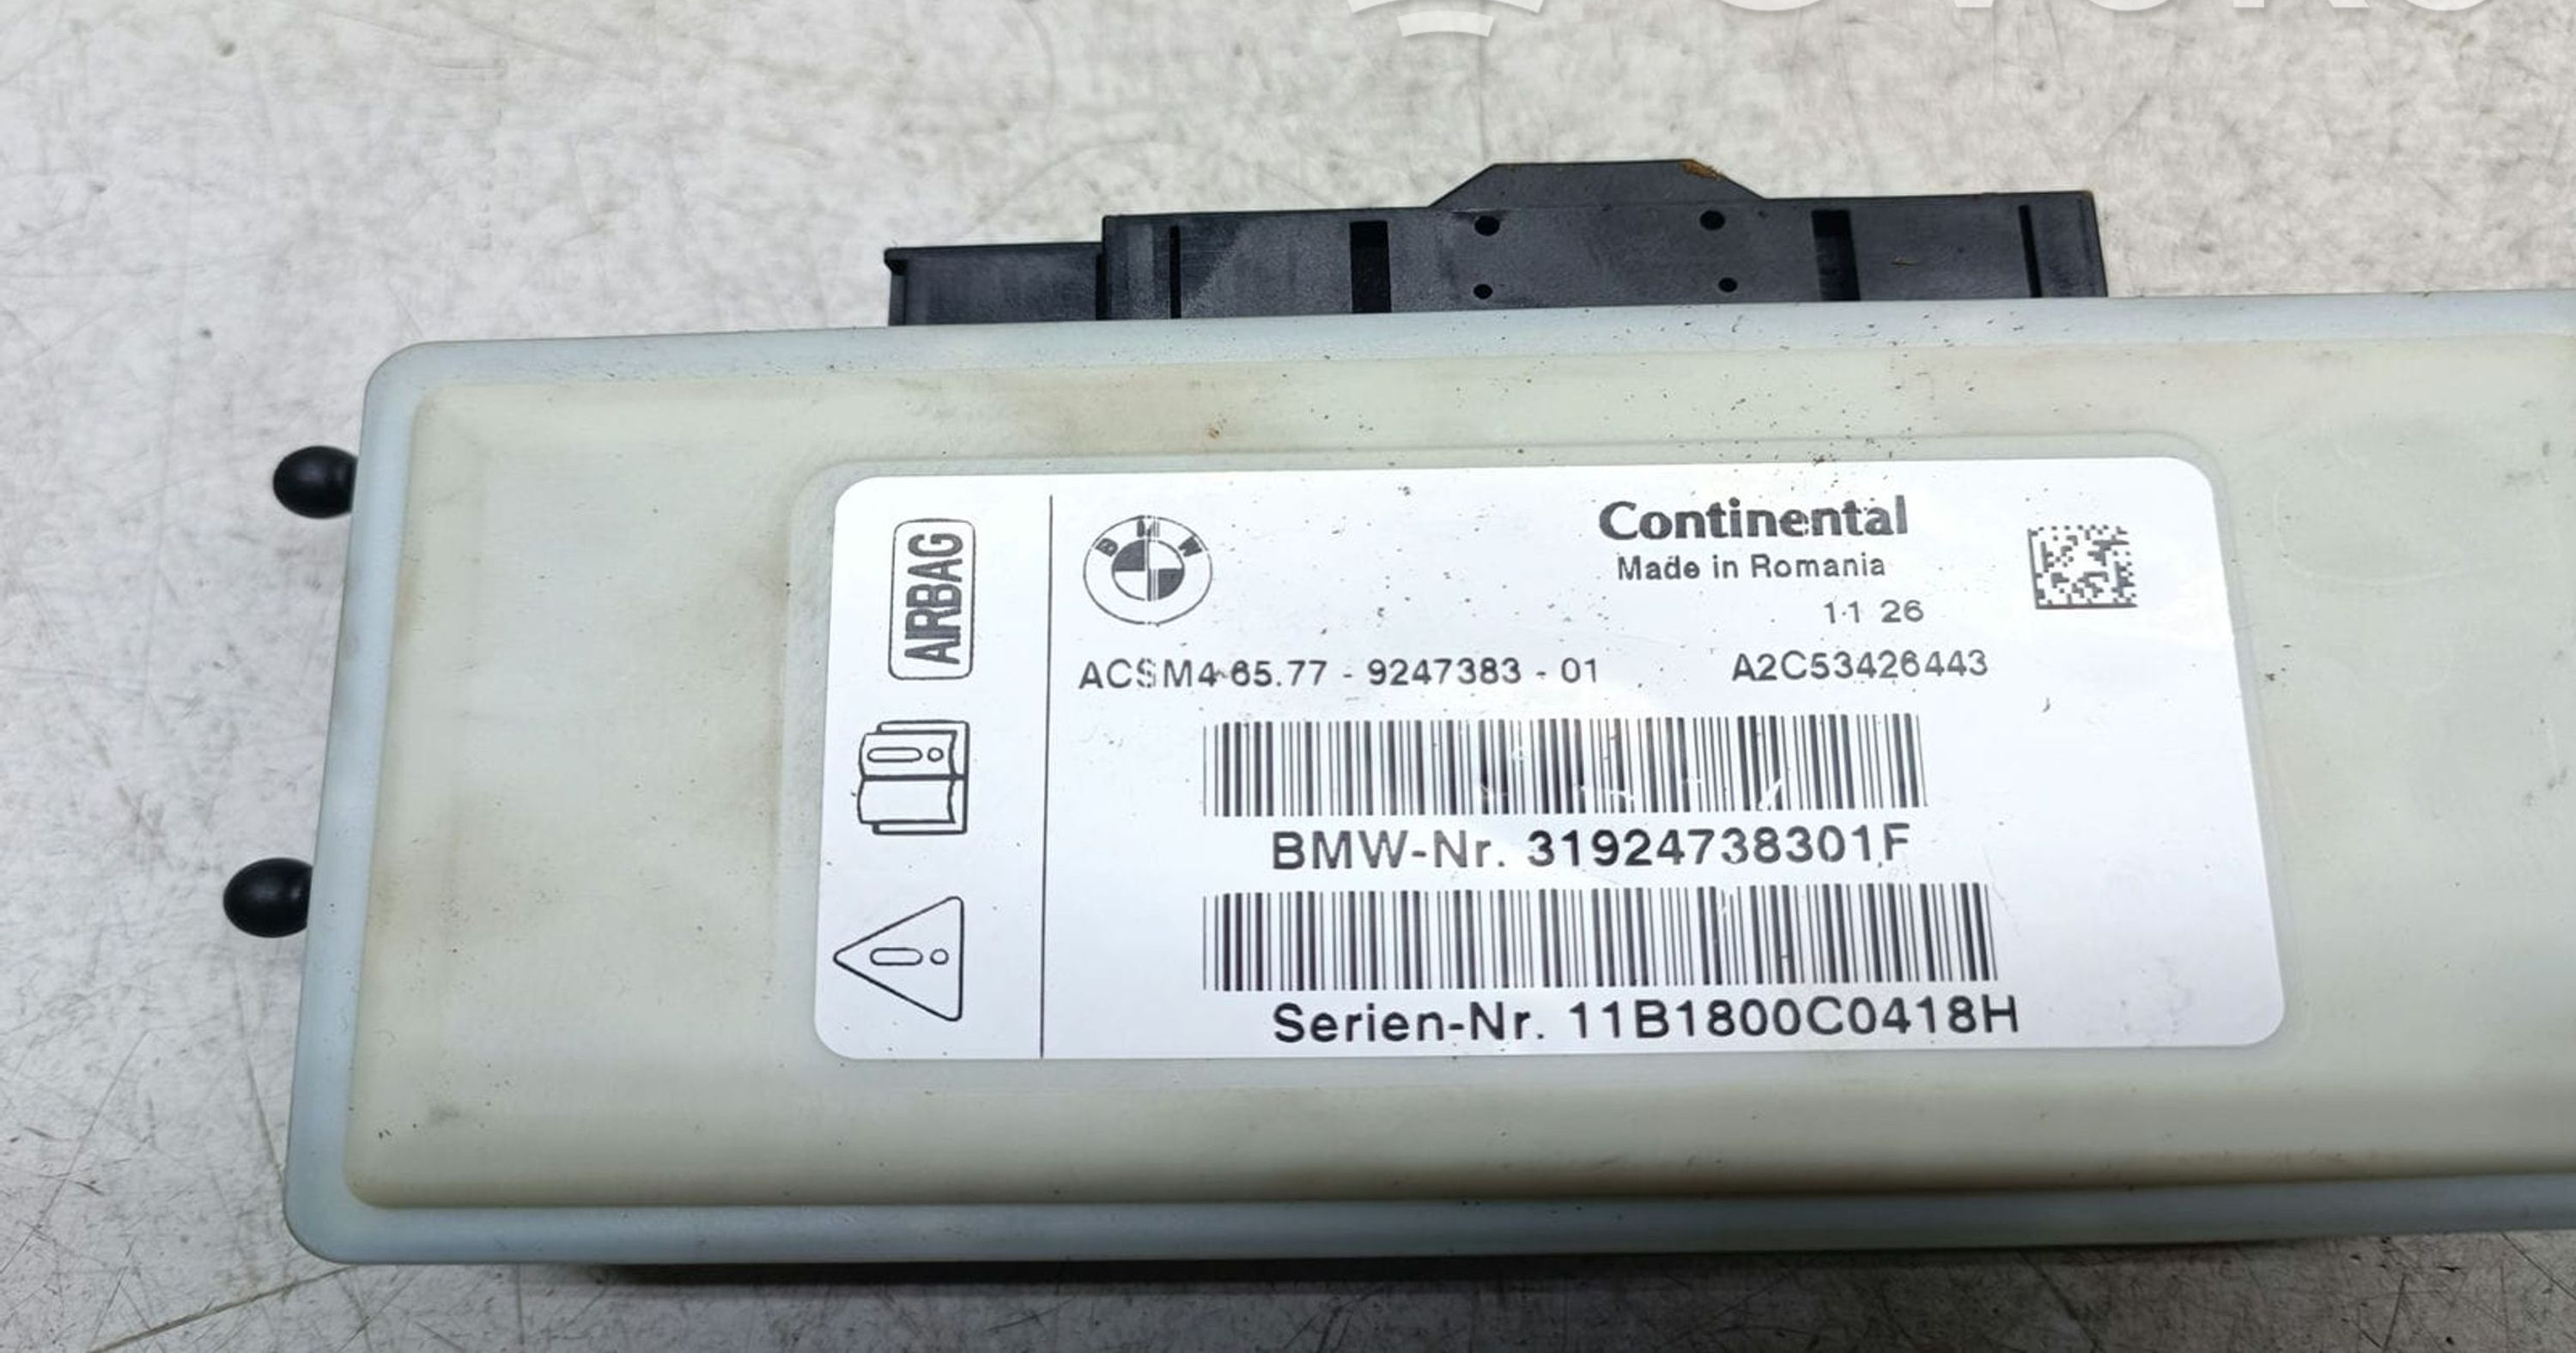 AIRBAG
BMW
Continental
Made in Romania
11 26
ACSM4-65.77 - 9247383 - 01
A2C53426443
BMW-Nr. 31924738301F
Serien-Nr. 11B1800C0418H